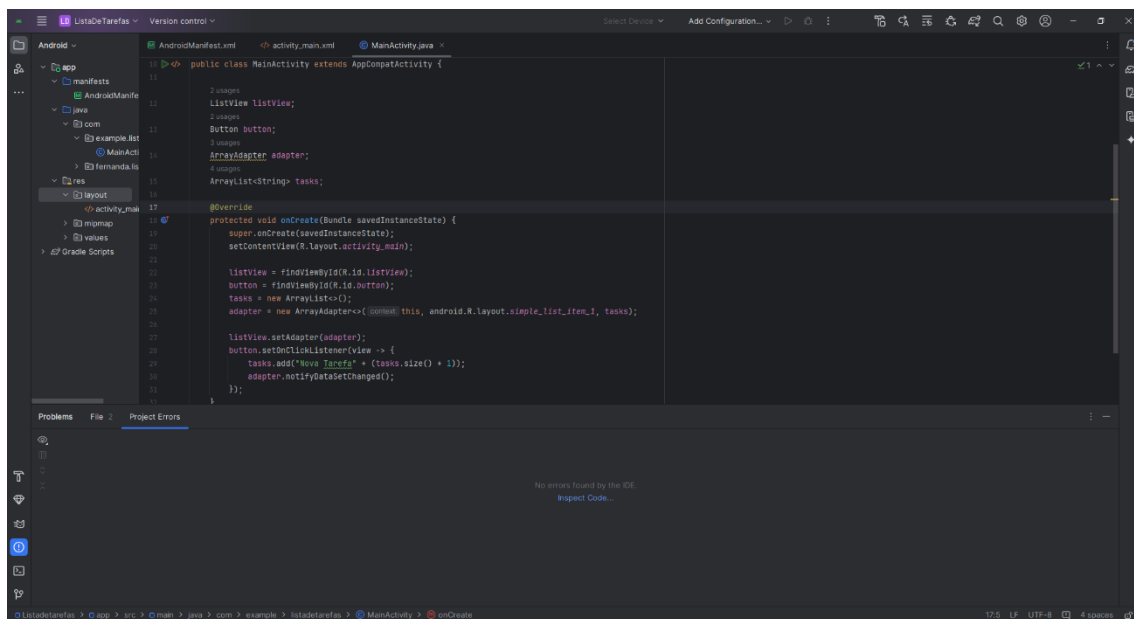 LD ListaDeTarefas Version control Select Device Add Configuration...
Android
AndroidManifest.xml activity_main.xml MainActivity.java
app
manifests
AndroidManife
java
com
example.list
MainActi
fernanda.lis
res
layout
activity_mai
mipmap
values
Gradle Scripts
10 public class MainActivity extends AppCompatActivity { 1
11
2 usages
12 ListView listView;
2 usages
13 Button button;
3 usages
14 ArrayAdapter adapter;
4 usages
15 ArrayList<String> tasks;
16
17 @Override
18 protected void onCreate(Bundle savedInstanceState) {
19 super.onCreate(savedInstanceState);
20 setContentView(R.layout.activity_main);
21
22 listView = findViewById(R.id.listView);
23 button = findViewById(R.id.button);
24 tasks = new ArrayList<>();
25 adapter = new ArrayAdapter<>( context: this, android.R.layout.simple_list_item_1, tasks);
26
27 listView.setAdapter(adapter);
28 button.setOnClickListener(view -> {
29 tasks.add("Nova Tarefa" + (tasks.size() + 1));
30 adapter.notifyDataSetChanged();
31 });
32 }
Problems File 2 Project Errors
No errors found by the IDE.
Inspect Code...
Listadetarefas > app > src > main > java > com > example > listadetarefas > MainActivity > onCreate 17:5 LF UTF-8 4 spaces